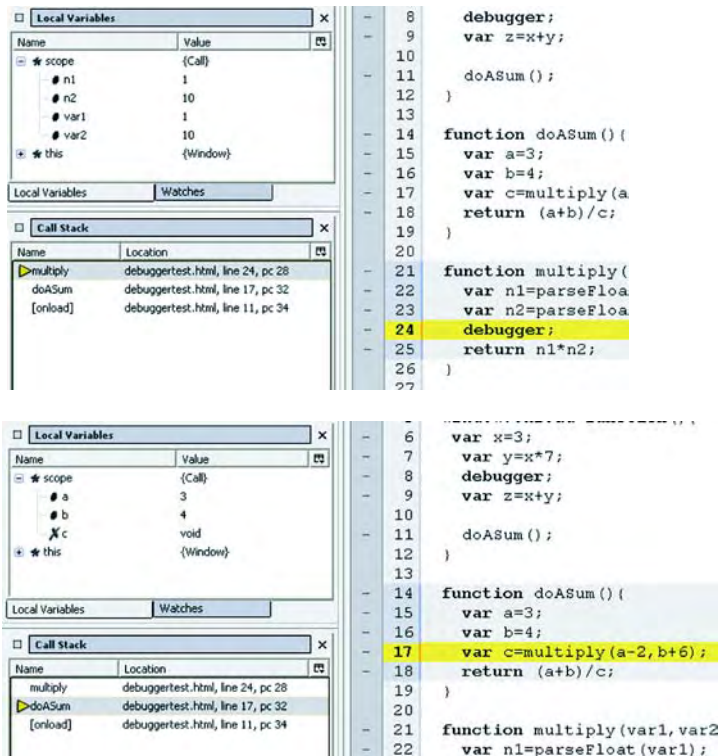 Local Variables
Name Value
scope {Call}
n1 1
n2 10
var1 1
var2 10
this {Window}
Local Variables Watches
Call Stack
Name Location
multiply debuggertest.html, line 24, pc 28
doASum debuggertest.html, line 17, pc 32
[onload] debuggertest.html, line 11, pc 34
- 8 debugger;
- 9 var z=x+y;
10
- 11 doASum();
12 }
13
- 14 function doASum(){
- 15 var a=3;
- 16 var b=4;
- 17 var c=multiply(a
- 18 return (a+b)/c;
19 }
20
- 21 function multiply(
- 22 var n1=parseFloa
- 23 var n2=parseFloa
- 24 debugger;
- 25 return n1*n2;
26 }
27
Local Variables
Name Value
scope {Call}
a 3
b 4
c void
this {Window}
Local Variables Watches
Call Stack
Name Location
multiply debuggertest.html, line 24, pc 28
doASum debuggertest.html, line 17, pc 32
[onload] debuggertest.html, line 11, pc 34
- 6 var x=3;
- 7 var y=x*7;
- 8 debugger;
- 9 var z=x+y;
10
- 11 doASum();
12 }
13
- 14 function doASum(){
- 15 var a=3;
- 16 var b=4;
- 17 var c=multiply(a-2,b+6);
- 18 return (a+b)/c;
19 }
20
- 21 function multiply(var1,var2
- 22 var n1=parseFloat(var1);